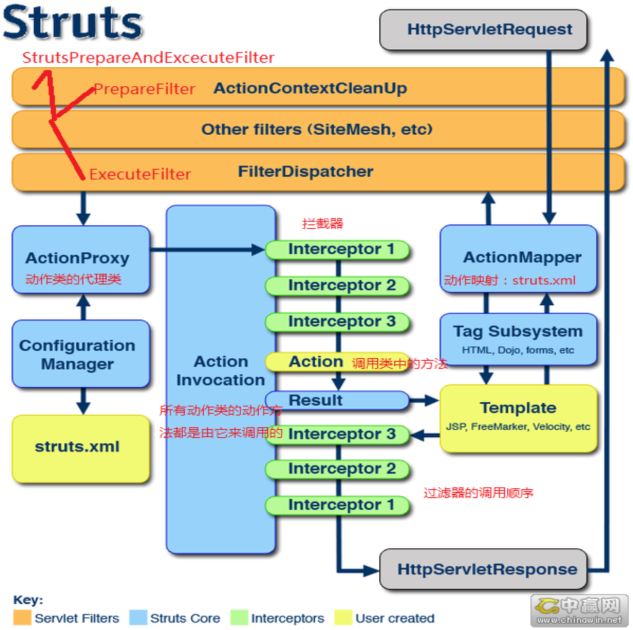 Struts
HttpServletRequest
StrutsPrepareAndExcecuteFilter
PrepareFilter
ActionContextCleanUp
Other filters (SiteMesh, etc)
ExecuteFilter
FilterDispatcher
拦截器
ActionProxy
动作类的代理类
Interceptor 1
ActionMapper
动作映射：struts.xml
Interceptor 2
Interceptor 3
Configuration
Manager
Tag Subsystem
HTML, Dojo, forms, etc
Action
Invocation
Action
调用类中的方法
Result
所有动作类的动作方
法都是由它来调用的
Template
JSP, FreeMarker, Velocity, etc
struts.xml
Interceptor 3
Interceptor 2
Interceptor 1
过滤器的调用顺序
HttpServletResponse
Key:
Servlet Filters
Struts Core
Interceptors
User created
中赢网
www.chinawin.net